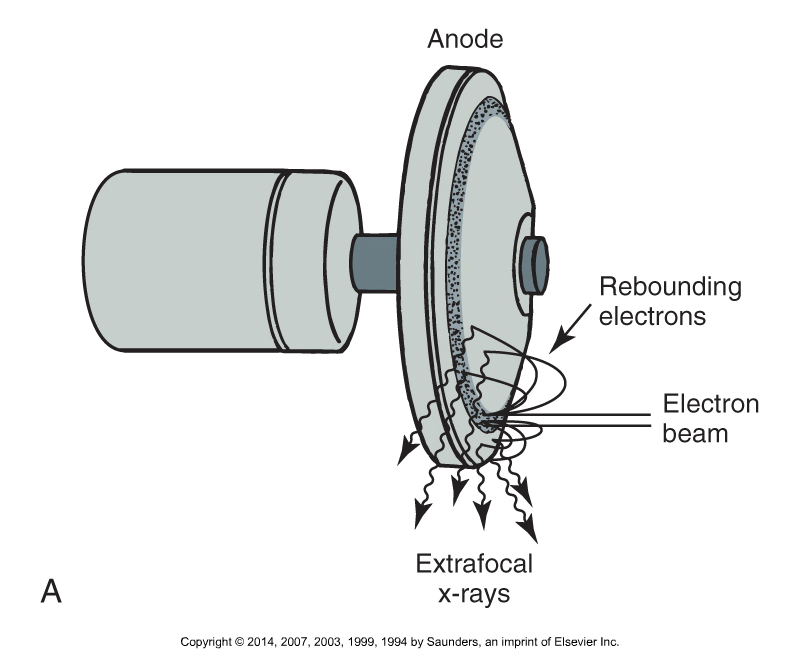 Anode
Rebounding
electrons
Electron
beam
Extrafocal
x-rays
A
Copyright © 2014, 2007, 2003, 1999, 1994 by Saunders, an imprint of Elsevier Inc.